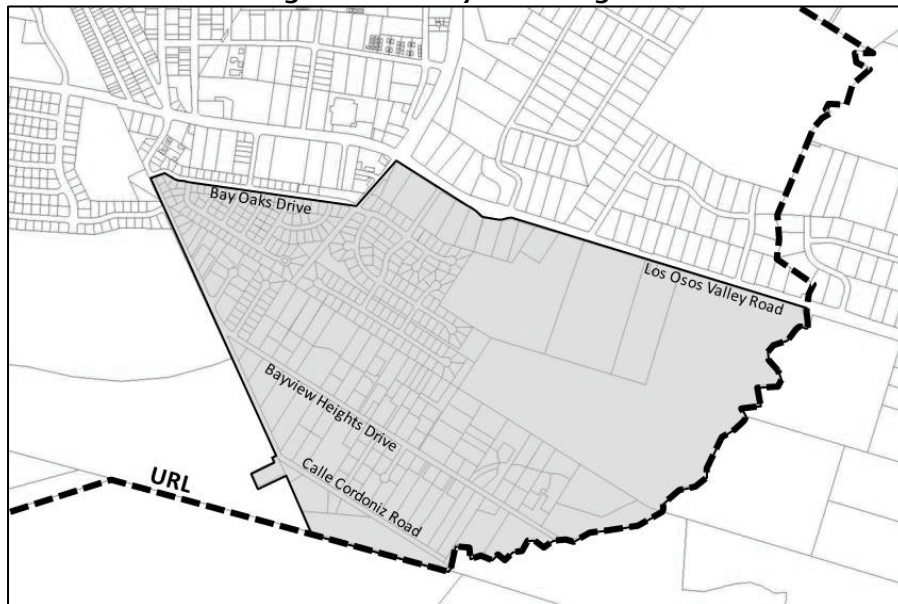 Bay Oaks Drive
Los Osos Valley Road
Bayview Heights Drive
Calle Cordoniz Road
URL